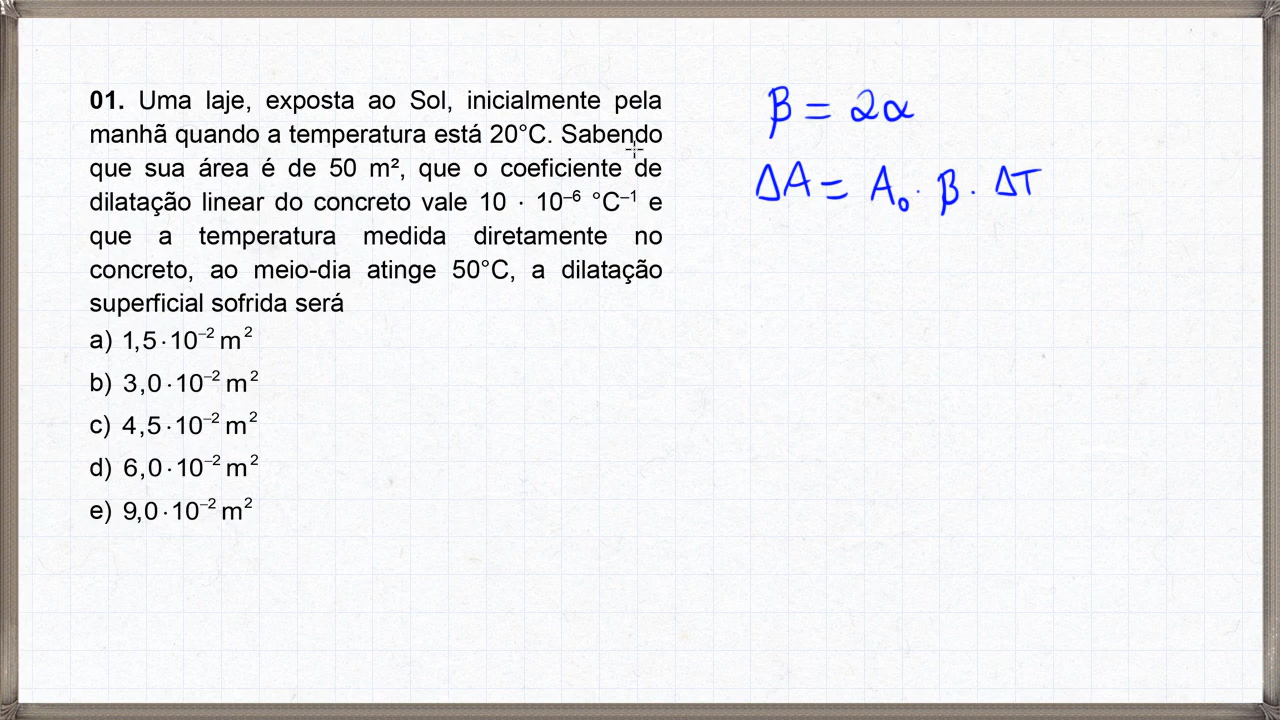 01. Uma laje, exposta ao Sol, inicialmente pela
manhã quando a temperatura está 20°C. Sabendo
que sua área é de 50 m², que o coeficiente de
dilatação linear do concreto vale 10 · 10⁻⁶ °C⁻¹ e
que a temperatura medida diretamente no
concreto, ao meio-dia atinge 50°C, a dilatação
superficial sofrida será
a) 1,5·10⁻² m²
b) 3,0·10⁻² m²
c) 4,5·10⁻² m²
d) 6,0·10⁻² m²
e) 9,0·10⁻² m²
β = 2α
ΔA = A₀ · β · ΔT